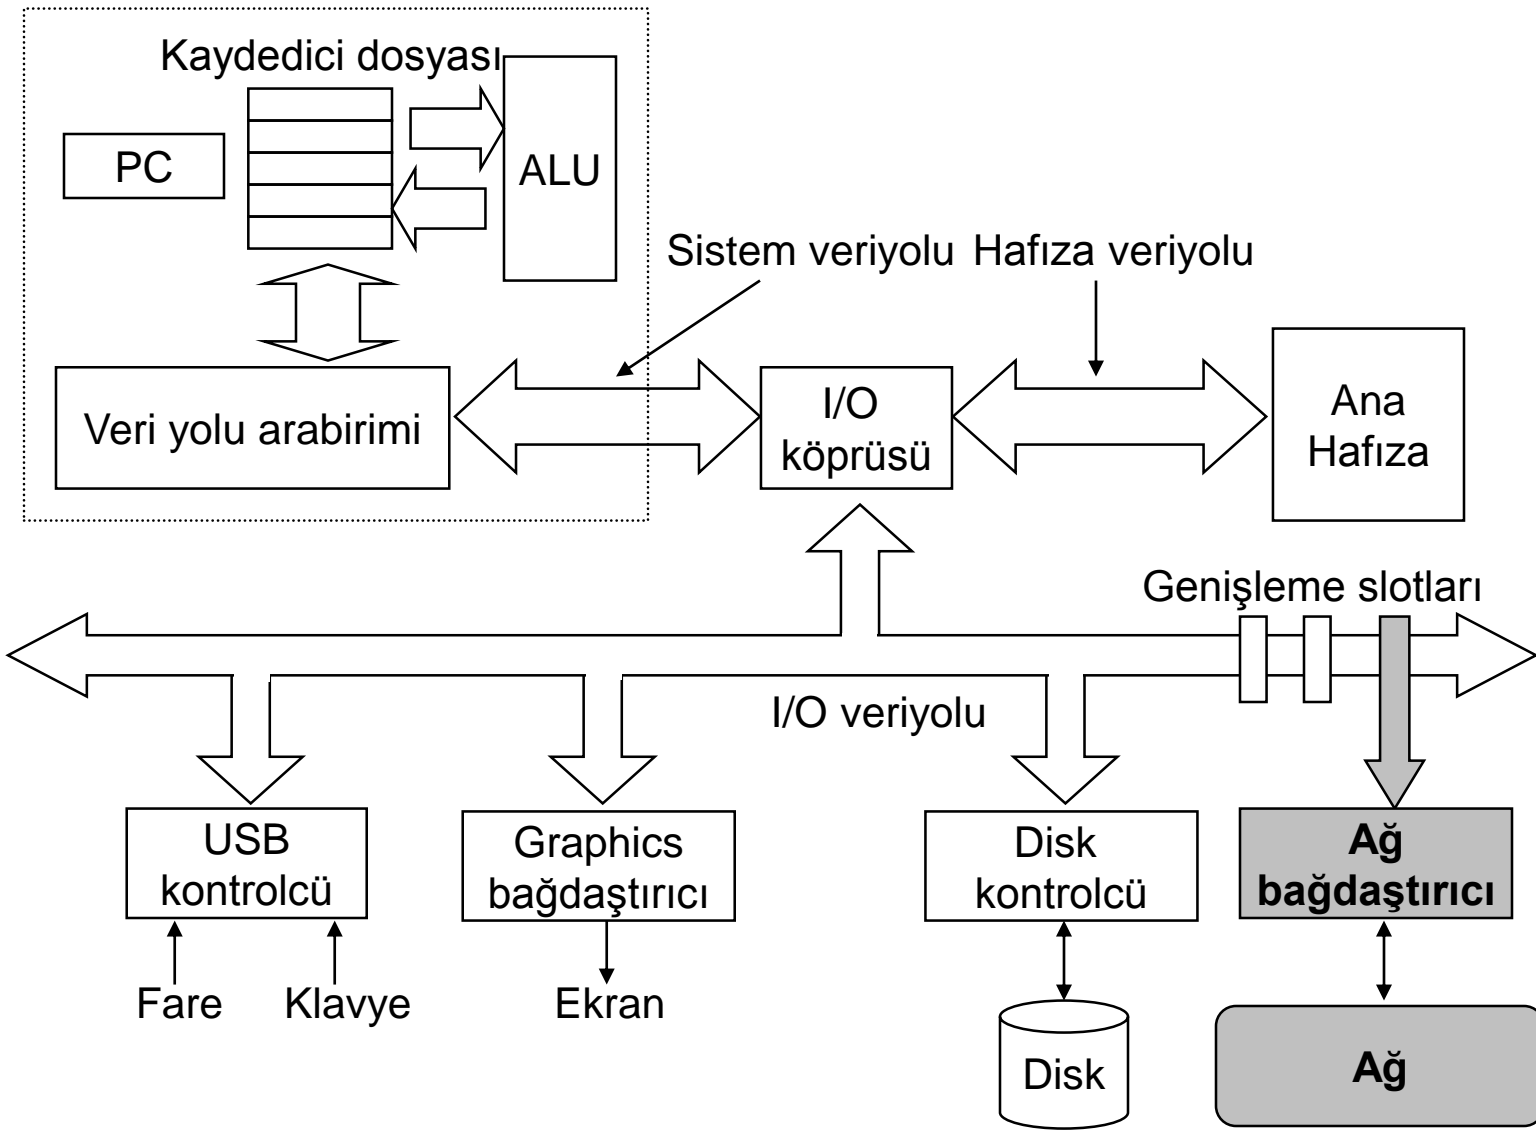 Kaydedici dosyası
PC
ALU
Sistem veriyolu
Hafıza veriyolu
Veri yolu arabirimi
I/O
köprüsü
Ana
Hafıza
Genişleme slotları
I/O veriyolu
USB
kontrolcü
Graphics
bağdaştırıcı
Disk
kontrolcü
Ağ
bağdaştırıcı
Fare
Klavye
Ekran
Disk
Ağ